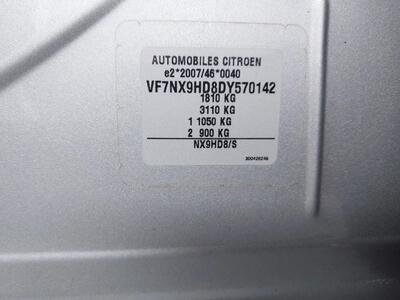 AUTOMOBILES CITROEN
e2*2007/46*0040
VF7NX9HD8DY570142
1810 KG
3110 KG
1 1050 KG
2 900 KG
NX9HD8/S